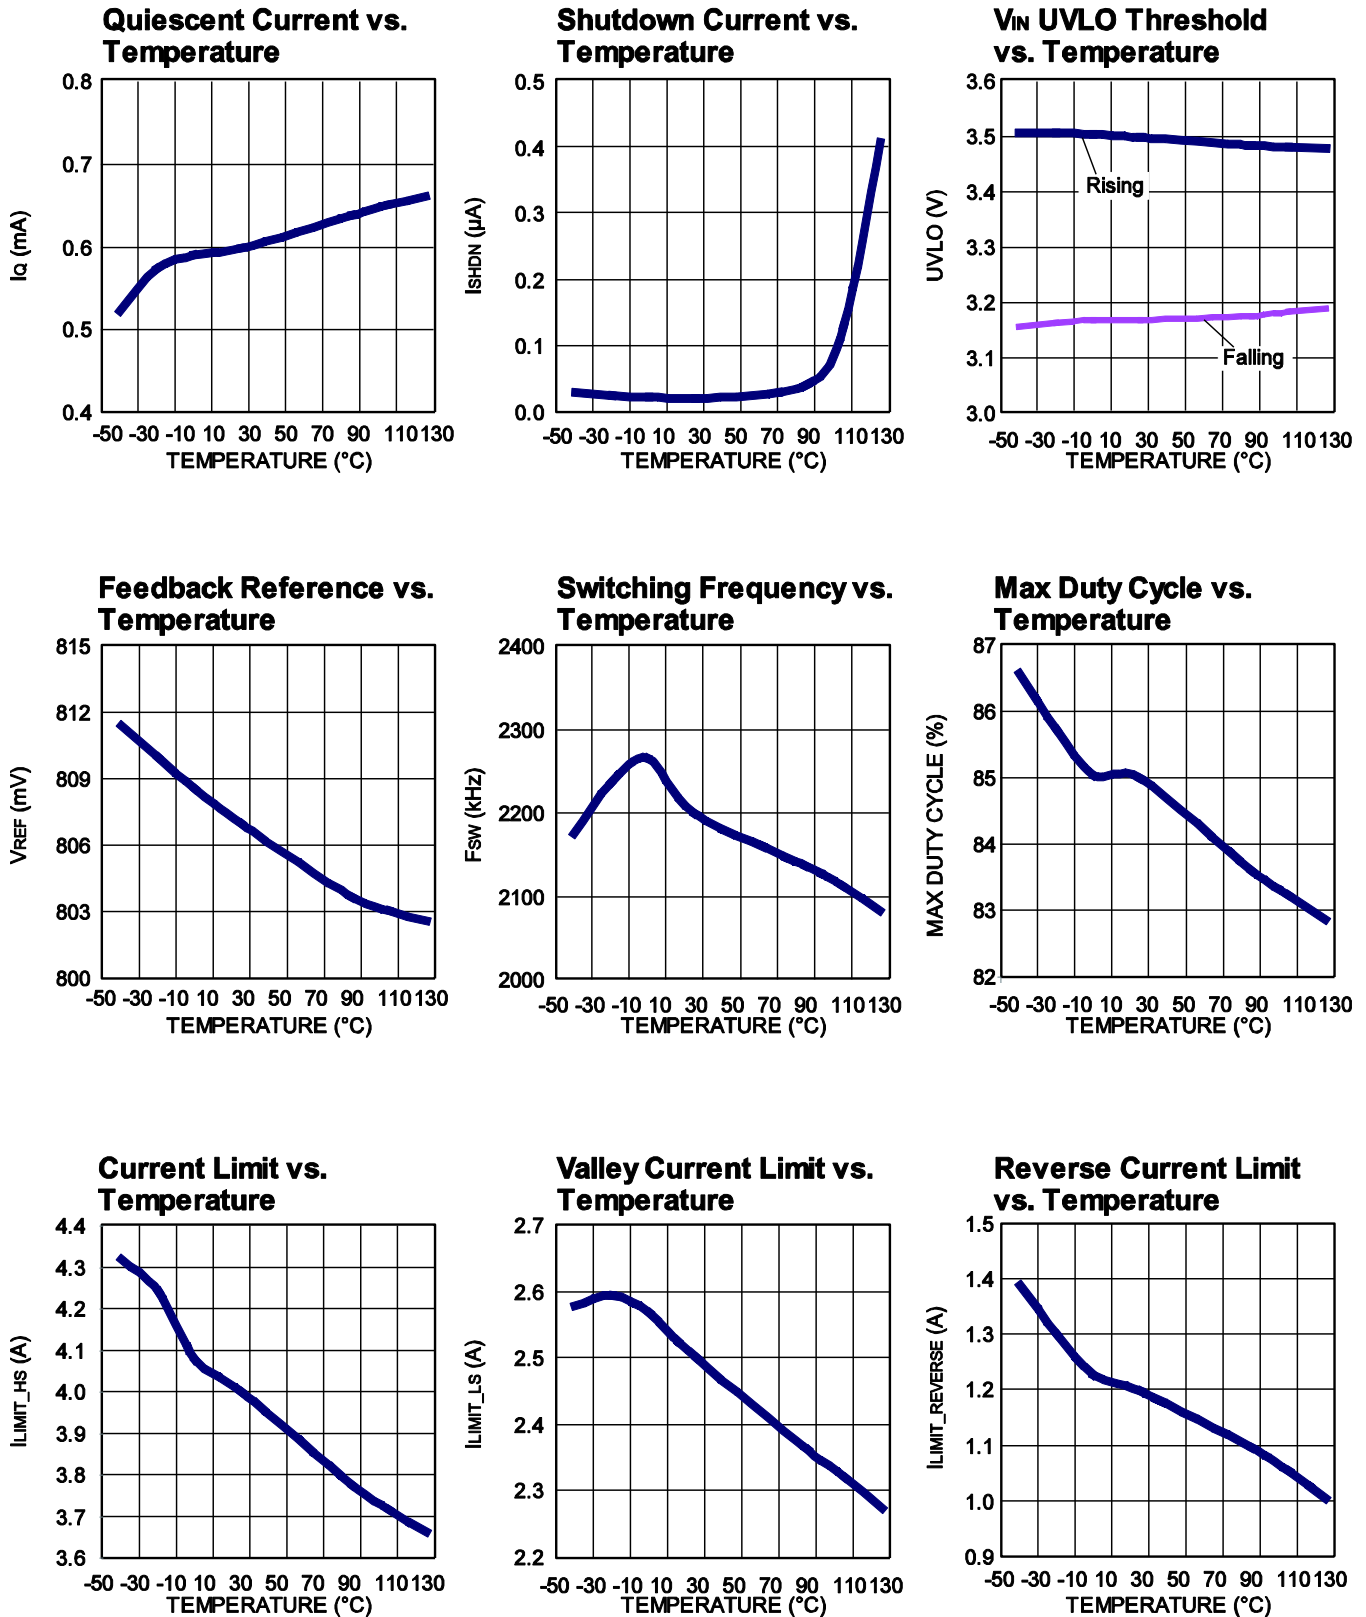 Quiescent Current vs.
Temperature
0.8
0.7
0.6
0.5
0.4
IQ (mA)
-50 -30 -10 10 30 50 70 90 110 130
TEMPERATURE (°C)
Shutdown Current vs.
Temperature
0.5
0.4
0.3
0.2
0.1
0.0
ISHDN (µA)
-50 -30 -10 10 30 50 70 90 110 130
TEMPERATURE (°C)
VIN UVLO Threshold
vs. Temperature
3.6
3.5
3.4
3.3
3.2
3.1
3.0
UVLO (V)
Rising
Falling
-50 -30 -10 10 30 50 70 90 110 130
TEMPERATURE (°C)
Feedback Reference vs.
Temperature
815
812
809
806
803
800
VREF (mV)
-50 -30 -10 10 30 50 70 90 110 130
TEMPERATURE (°C)
Switching Frequency vs.
Temperature
2400
2300
2200
2100
2000
FSW (kHz)
-50 -30 -10 10 30 50 70 90 110 130
TEMPERATURE (°C)
Max Duty Cycle vs.
Temperature
87
86
85
84
83
82
MAX DUTY CYCLE (%)
-50 -30 -10 10 30 50 70 90 110 130
TEMPERATURE (°C)
Current Limit vs.
Temperature
4.4
4.3
4.2
4.1
4.0
3.9
3.8
3.7
3.6
ILIMIT_HS (A)
-50 -30 -10 10 30 50 70 90 110 130
TEMPERATURE (°C)
Valley Current Limit vs.
Temperature
2.7
2.6
2.5
2.4
2.3
2.2
ILIMIT_LS (A)
-50 -30 -10 10 30 50 70 90 110 130
TEMPERATURE (°C)
Reverse Current Limit
vs. Temperature
1.5
1.4
1.3
1.2
1.1
1.0
0.9
ILIMIT_REVERSE (A)
-50 -30 -10 10 30 50 70 90 110 130
TEMPERATURE (°C)